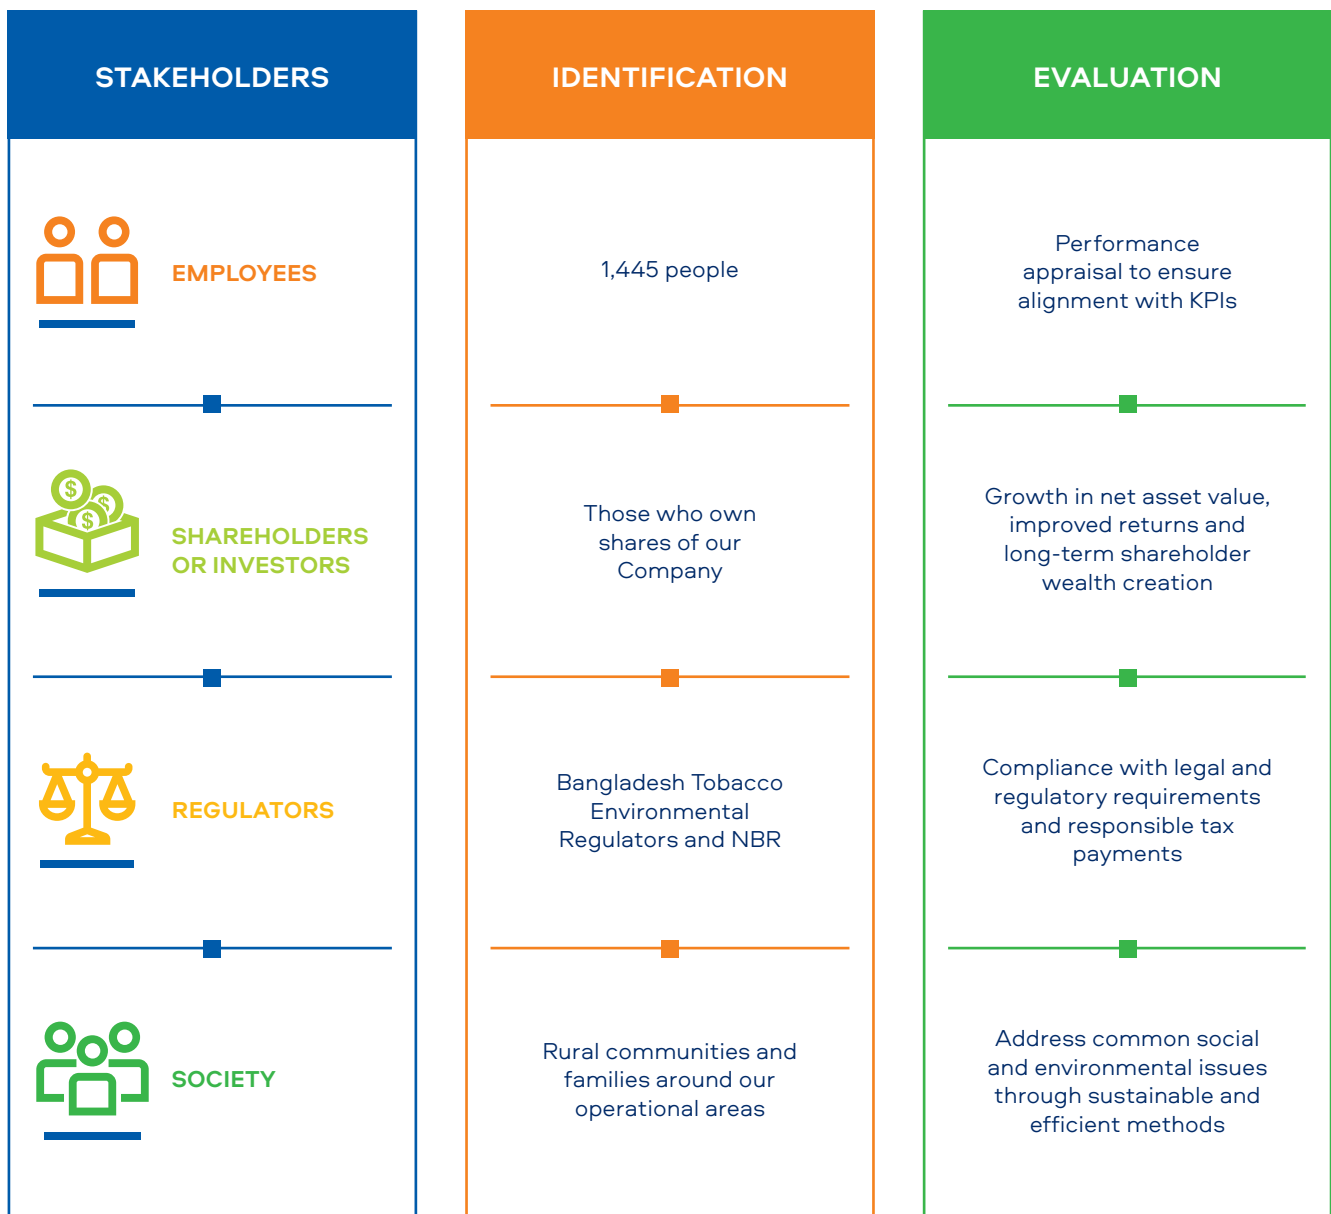 STAKEHOLDERS
IDENTIFICATION
EVALUATION
EMPLOYEES
1,445 people
Performance
appraisal to ensure
alignment with KPIs
$
$
$
SHAREHOLDERS
OR INVESTORS
Those who own
shares of our
Company
Growth in net asset value,
improved returns and
long-term shareholder
wealth creation
REGULATORS
Bangladesh Tobacco
Environmental
Regulators and NBR
Compliance with legal and
regulatory requirements
and responsible tax
payments
SOCIETY
Rural communities and
families around our
operational areas
Address common social
and environmental issues
through sustainable and
efficient methods